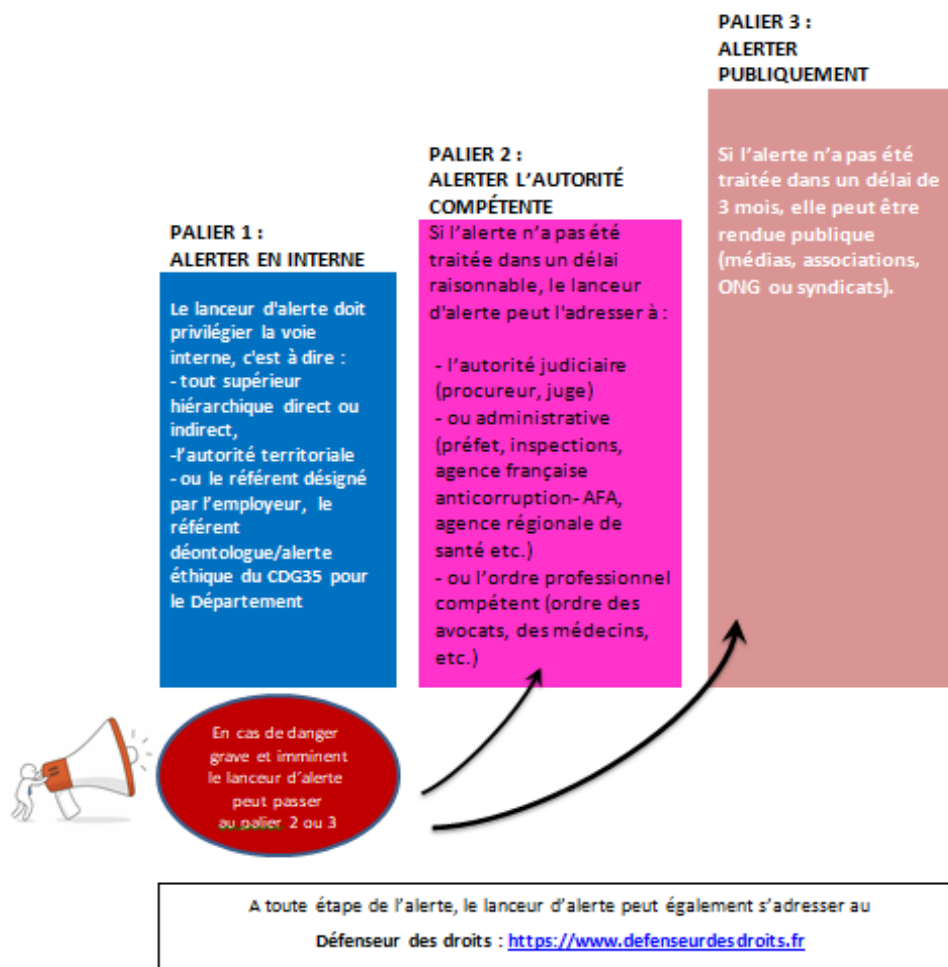 PALIER 1 :
ALERTER EN INTERNE
Le lanceur d'alerte doit
privilégier la voie
interne, c'est à dire :
- tout supérieur
hiérarchique direct ou
indirect,
-l'autorité territoriale
- ou le référent désigné
par l'employeur, le
référent
déontologue/alerte
éthique du CDG35 pour
le Département
PALIER 2 :
ALERTER L'AUTORITÉ
COMPÉTENTE
Si l'alerte n'a pas été
traitée dans un délai
raisonnable, le lanceur
d'alerte peut l'adresser à :
- l'autorité judiciaire
(procureur, juge)
- ou administrative
(préfet, inspections,
agence française
anticorruption- AFA,
agence régionale de
santé etc.)
- ou l'ordre professionnel
compétent (ordre des
avocats, des médecins,
etc.)
PALIER 3 :
ALERTER
PUBLIQUEMENT
Si l'alerte n'a pas été
traitée dans un délai de
3 mois, elle peut être
rendue publique
(médias, associations,
ONG ou syndicats).
En cas de danger
grave et imminent
le lanceur d'alerte
peut passer
au palier 2 ou 3
A toute étape de l'alerte, le lanceur d'alerte peut également s'adresser au
Défenseur des droits : https://www.defenseurdesdroits.fr